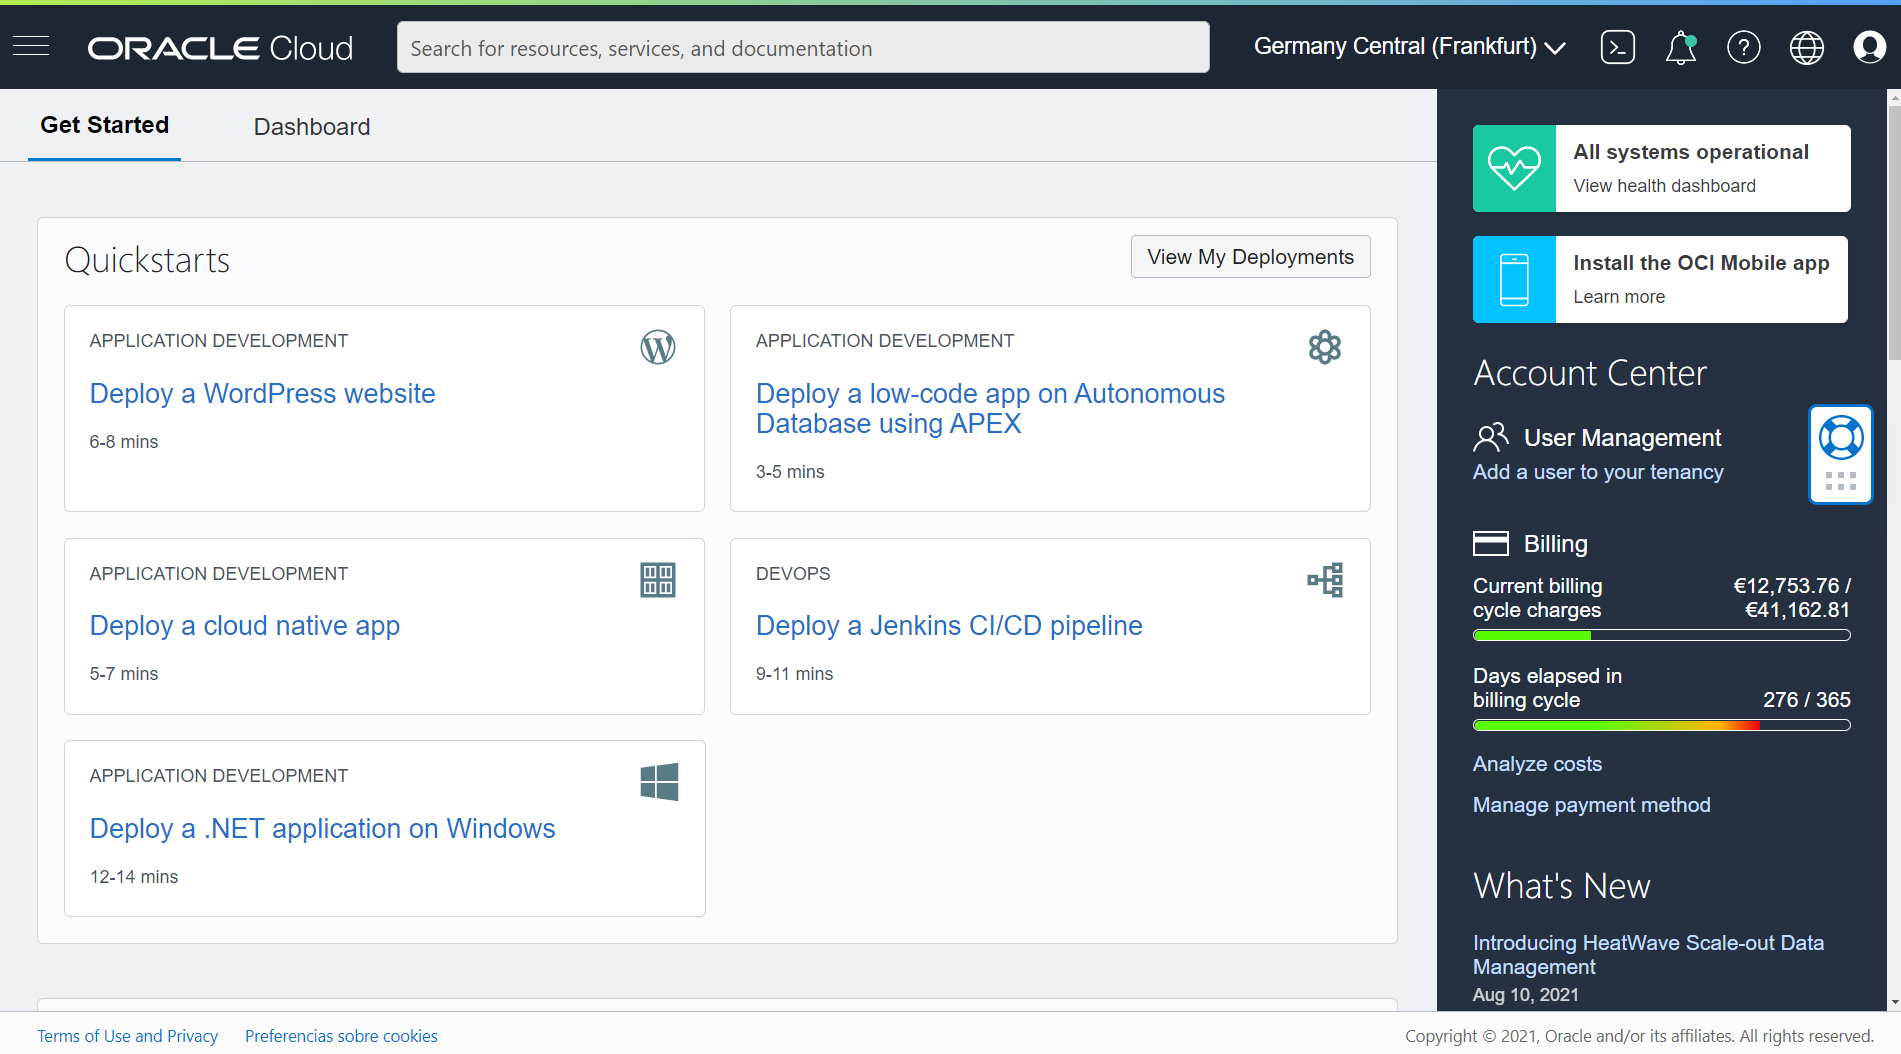 ORACLE Cloud
Search for resources, services, and documentation
Germany Central (Frankfurt)
Get Started
Dashboard
Quickstarts
View My Deployments
APPLICATION DEVELOPMENT
Deploy a WordPress website
6-8 mins
APPLICATION DEVELOPMENT
Deploy a low-code app on Autonomous
Database using APEX
3-5 mins
APPLICATION DEVELOPMENT
Deploy a cloud native app
5-7 mins
DEVOPS
Deploy a Jenkins CI/CD pipeline
9-11 mins
APPLICATION DEVELOPMENT
Deploy a .NET application on Windows
12-14 mins
All systems operational
View health dashboard
Install the OCI Mobile app
Learn more
Account Center
User Management
Add a user to your tenancy
Billing
Current billing €12,753.76 /
cycle charges €41,162.81
Days elapsed in
billing cycle 276 / 365
Analyze costs
Manage payment method
What's New
Introducing HeatWave Scale-out Data
Management
Aug 10, 2021
Terms of Use and Privacy
Preferencias sobre cookies
Copyright © 2021, Oracle and/or its affiliates. All rights reserved.